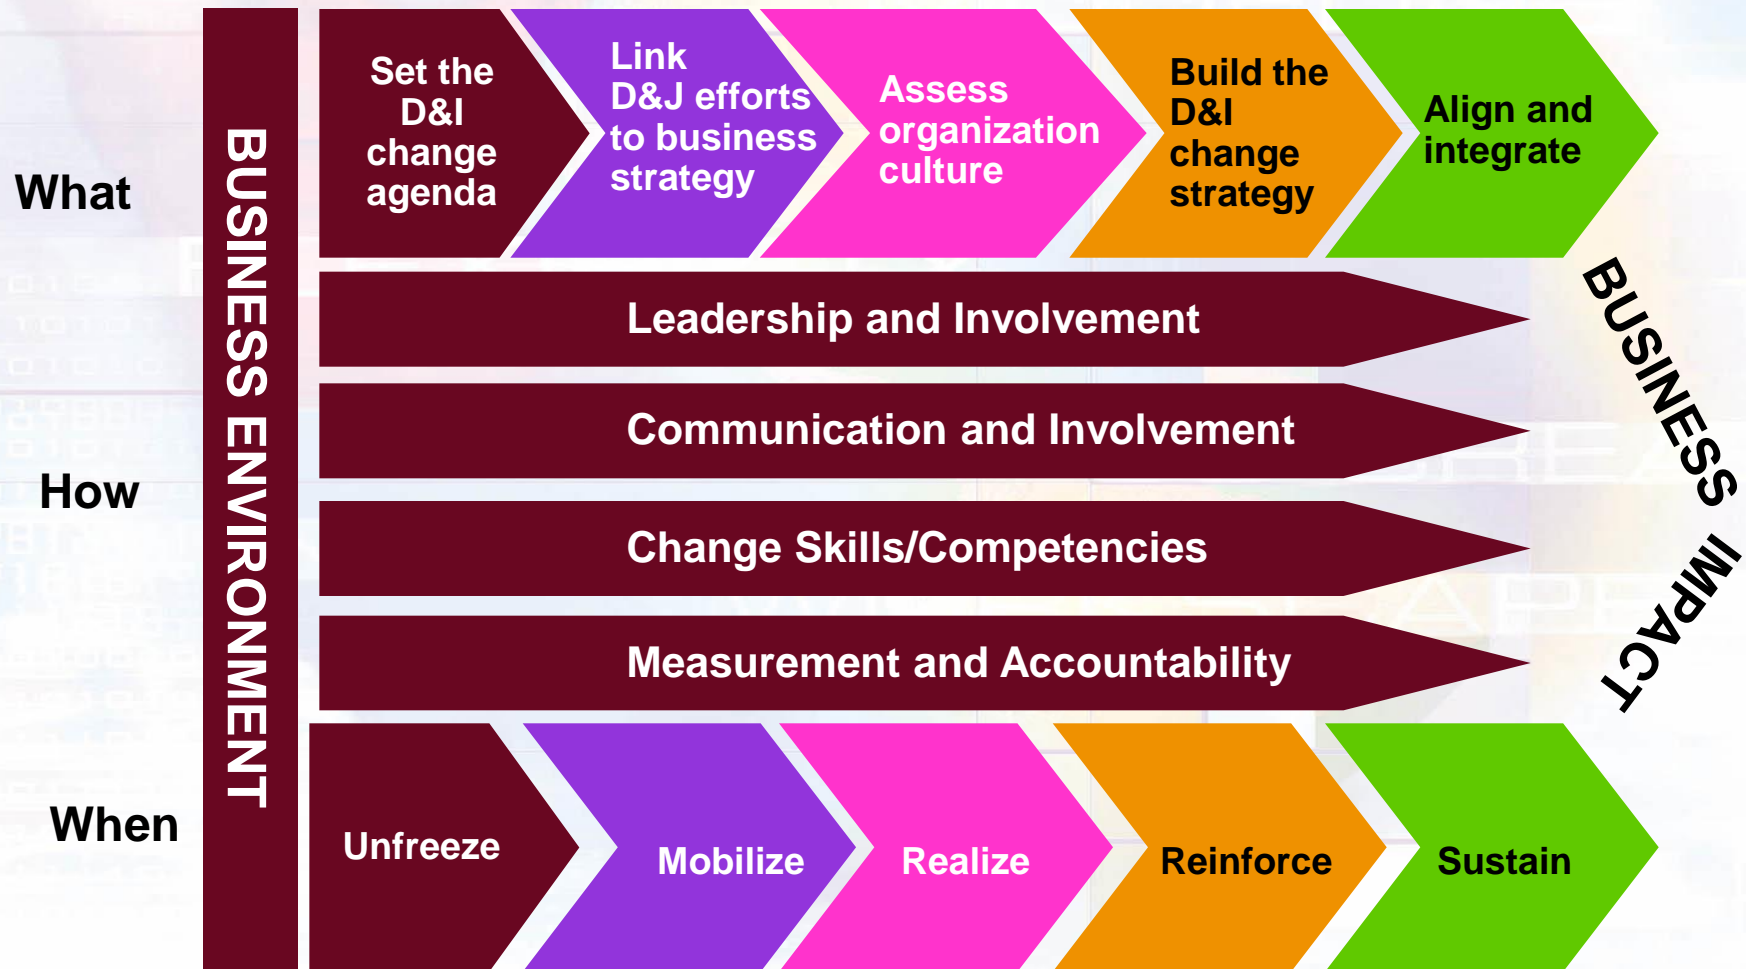 What
BUSINESS ENVIRONMENT
Set the
D&I
change
agenda
Link
D&J efforts
to business
strategy
Assess
organization
culture
Build the
D&I
change
strategy
Align and
integrate
How
Leadership and Involvement
Communication and Involvement
Change Skills/Competencies
Measurement and Accountability
BUSINESS IMPACT
When
Unfreeze
Mobilize
Realize
Reinforce
Sustain